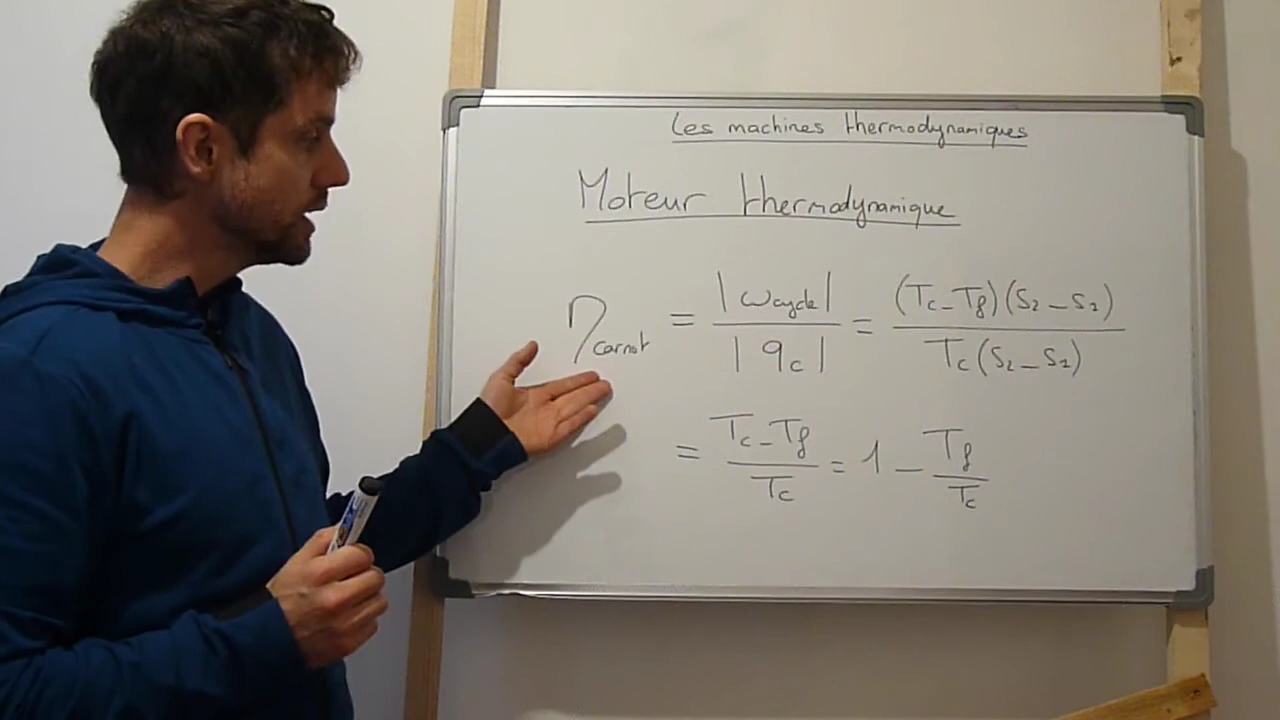 Les machines thermodynamiques
Moteur thermodynamique
η_carnot = |w_cycle| / |q_c| = (T_c - T_f)(s_2 - s_1) / T_c(s_2 - s_1)
= (T_c - T_f) / T_c = 1 - T_f / T_c